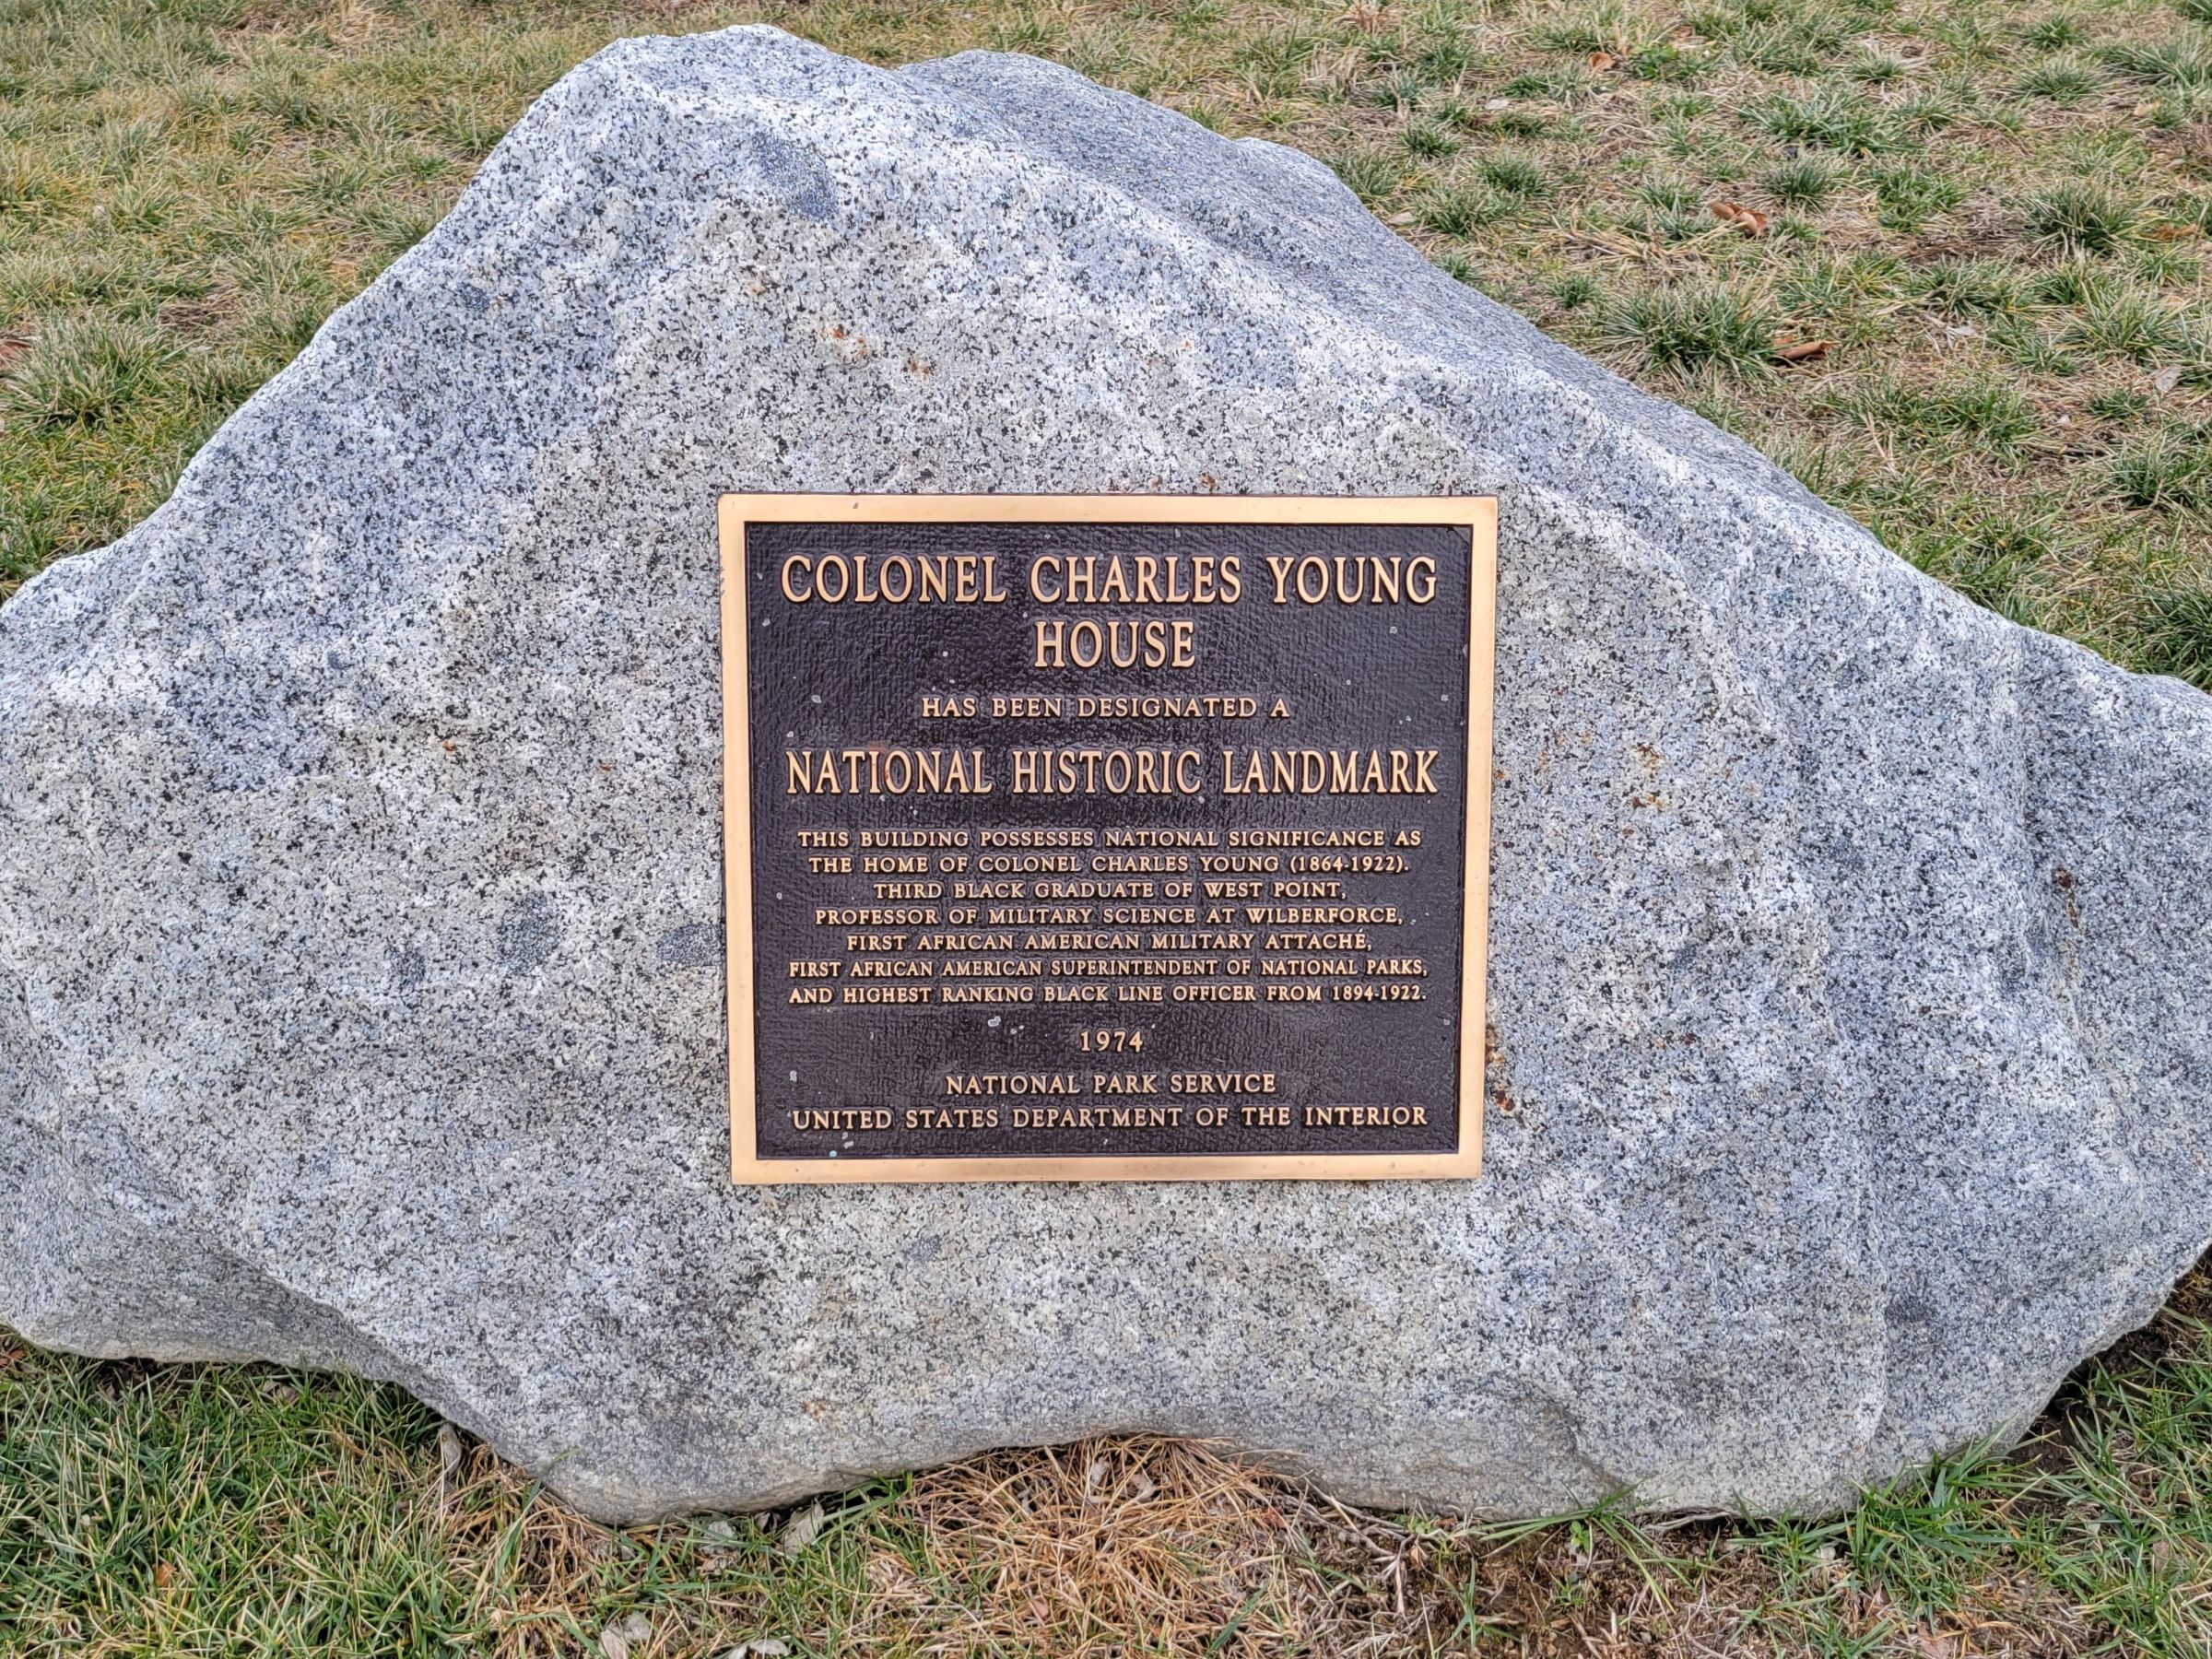 COLONEL CHARLES YOUNG
HOUSE
HAS BEEN DESIGNATED A
NATIONAL HISTORIC LANDMARK
THIS BUILDING POSSESSES NATIONAL SIGNIFICANCE AS
THE HOME OF COLONEL CHARLES YOUNG (1864-1922).
THIRD BLACK GRADUATE OF WEST POINT,
PROFESSOR OF MILITARY SCIENCE AT WILBERFORCE,
FIRST AFRICAN AMERICAN MILITARY ATTACHÉ,
FIRST AFRICAN AMERICAN SUPERINTENDENT OF NATIONAL PARKS,
AND HIGHEST RANKING BLACK LINE OFFICER FROM 1894-1922.
1974
NATIONAL PARK SERVICE
UNITED STATES DEPARTMENT OF THE INTERIOR